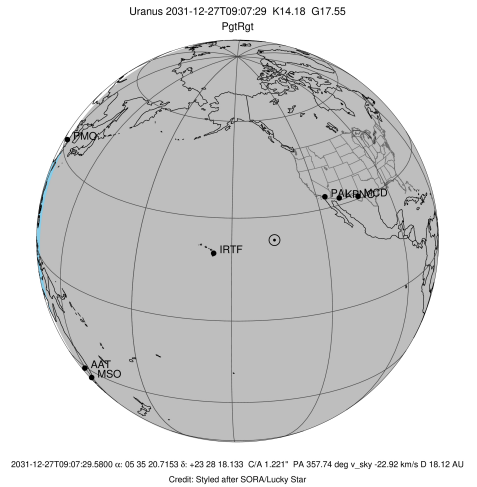 Uranus 2031-12-27T09:07:29 K14.18 G17.55
PgtRgt
PMO
PAL KPNO MCD
IRTF
AAT
MSO
2031-12-27T09:07:29.5800 α: 05 35 20.7153 δ: +23 28 18.133 C/A 1.221" PA 357.74 deg v_sky -22.92 km/s D 18.12 AU
Credit: Styled after SORA/Lucky Star